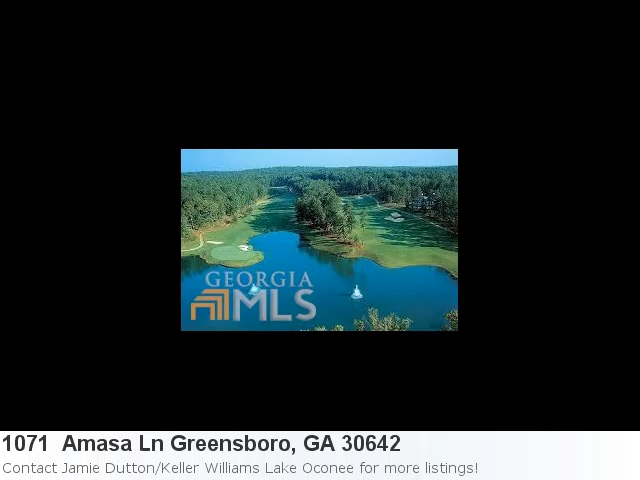 GEORGIA
MLS
1071 Amasa Ln Greensboro, GA 30642
Contact Jamie Dutton/Keller Williams Lake Oconee for more listings!